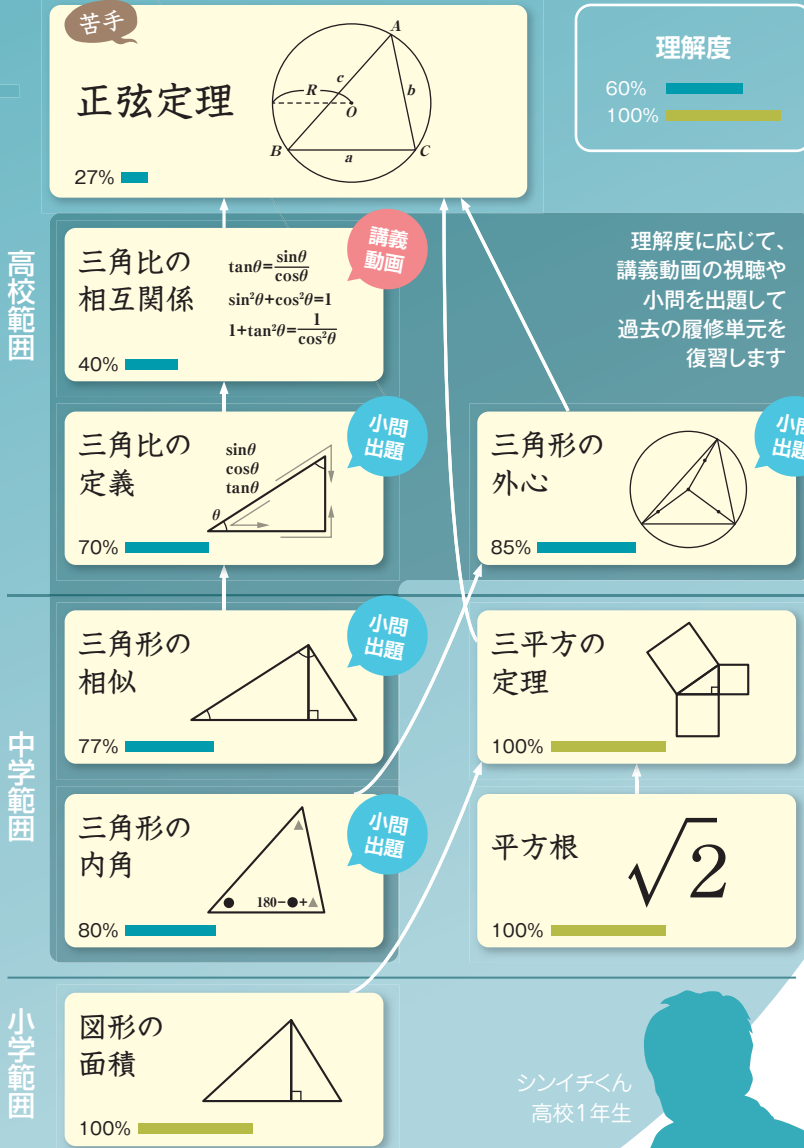 苦手
正弦定理
A
c
R
b
O
B
a
C
27%
理解度
60%
100%
高校範囲
三角比の
相互関係
tanθ=sinθ/cosθ
sin²θ+cos²θ=1
1+tan²θ=1/cos²θ
40%
講義
動画
理解度に応じて、
講義動画の視聴や
小問を出題して
過去の履修単元を
復習します
三角比の
定義
sinθ
cosθ
tanθ
θ
70%
小問
出題
三角形の
外心
85%
小問
出題
中学範囲
三角形の
相似
77%
小問
出題
三平方の
定理
100%
三角形の
内角
▲
● 180−●+▲
80%
小問
出題
平方根
√2
100%
小学範囲
図形の
面積
100%
シンイチくん
高校1年生